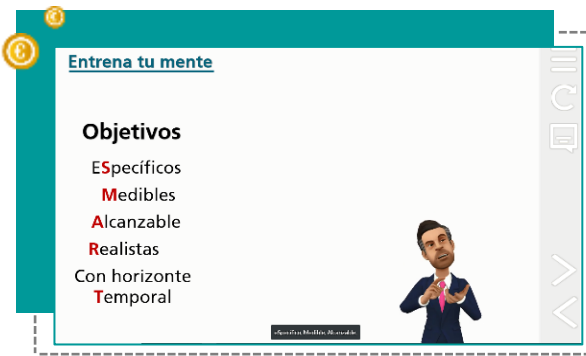 Entrena tu mente
Objetivos
ESpecíficos
Medibles
Alcanzable
Realistas
Con horizonte
Temporal